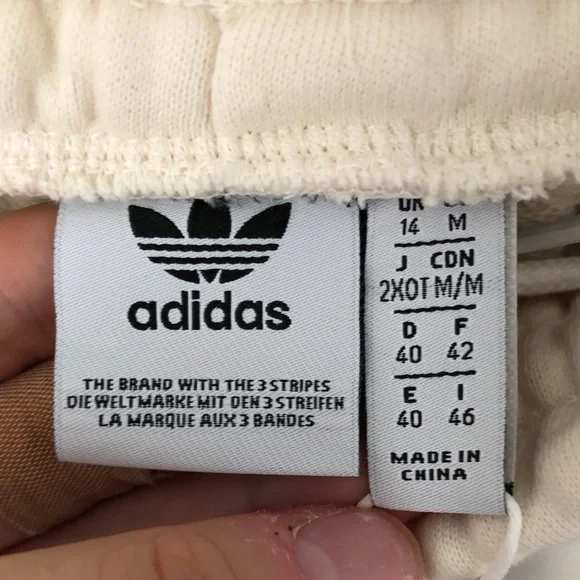 adidas
THE BRAND WITH THE 3 STRIPES
DIE WELTMARKE MIT DEN 3 STREIFEN
LA MARQUE AUX 3 BANDES
UK
14 M
J CDN
2XOT M/M
D F
40 42
E I
40 46
MADE IN
CHINA